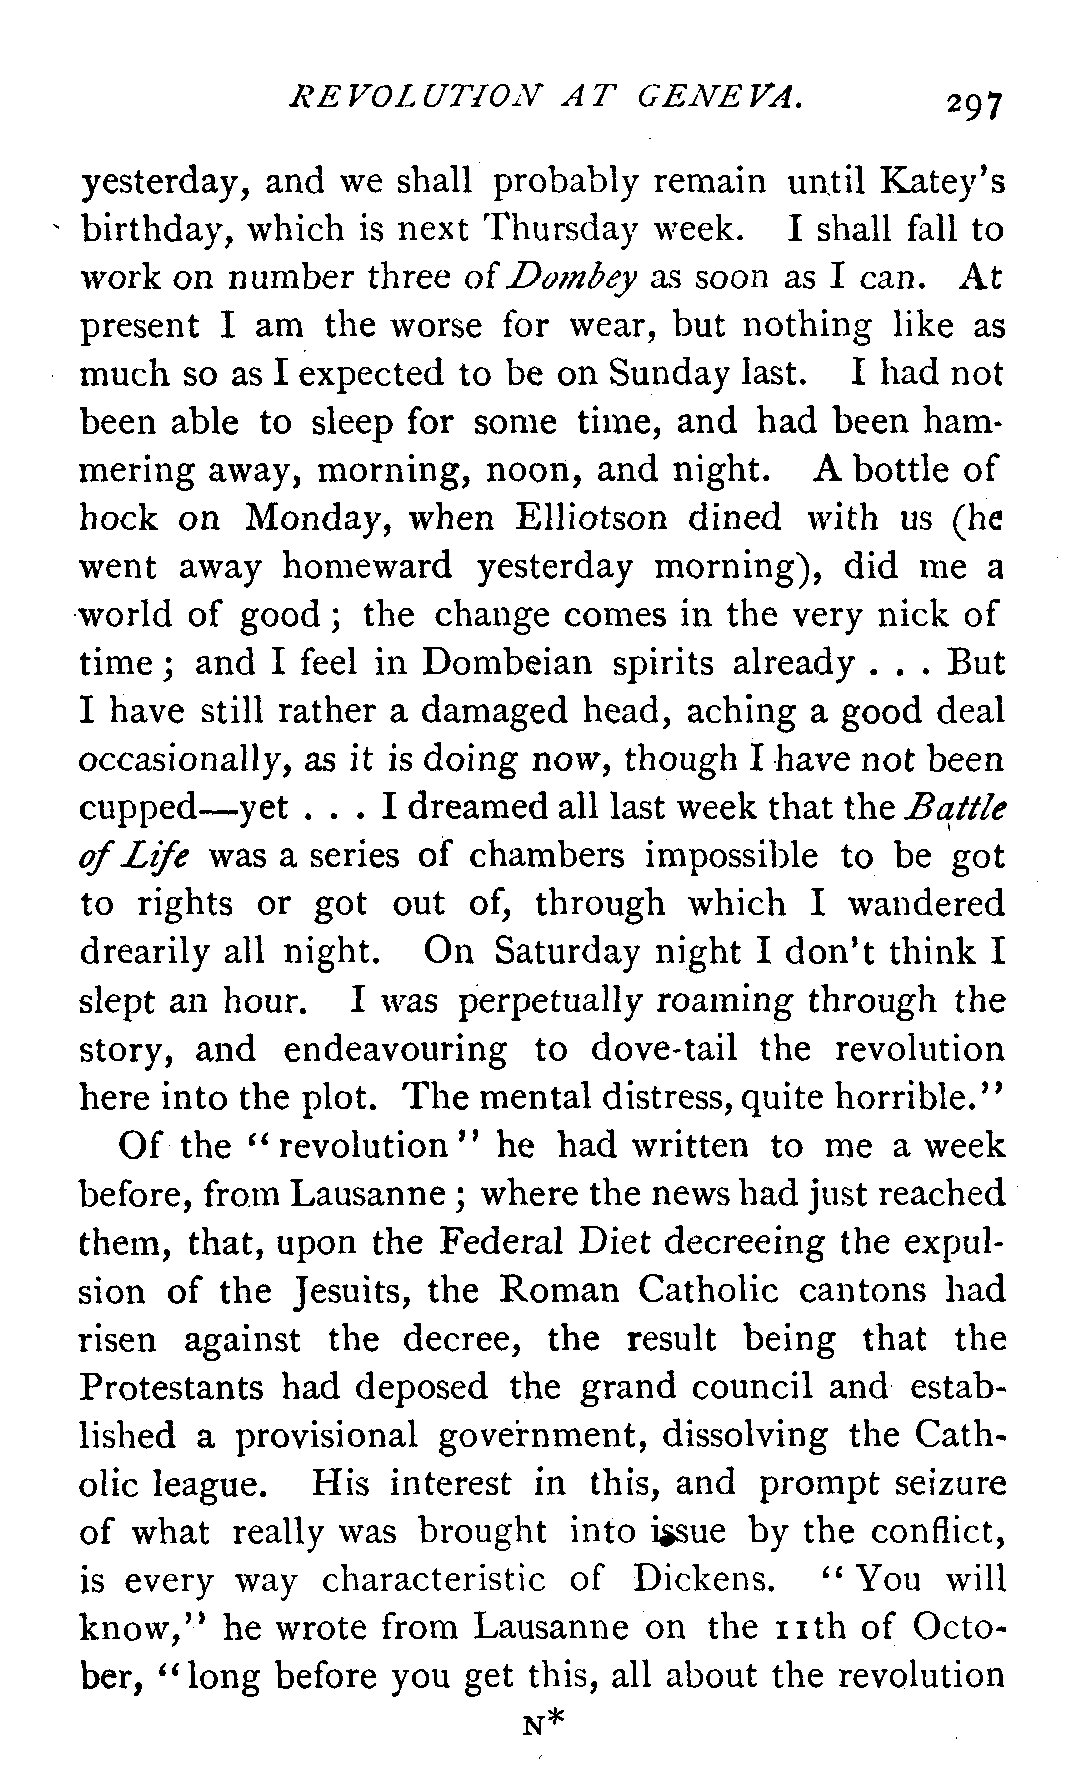 REVOLUTION AT GENEVA. 297
yesterday, and we shall probably remain until Katey's
birthday, which is next Thursday week. I shall fall to
work on number three of Dombey as soon as I can. At
present I am the worse for wear, but nothing like as
much so as I expected to be on Sunday last. I had not
been able to sleep for some time, and had been ham-
mering away, morning, noon, and night. A bottle of
hock on Monday, when Elliotson dined with us (he
went away homeward yesterday morning), did me a
world of good; the change comes in the very nick of
time; and I feel in Dombeian spirits already . . . But
I have still rather a damaged head, aching a good deal
occasionally, as it is doing now, though I have not been
cupped—yet . . . I dreamed all last week that the Battle
of Life was a series of chambers impossible to be got
to rights or got out of, through which I wandered
drearily all night. On Saturday night I don't think I
slept an hour. I was perpetually roaming through the
story, and endeavouring to dove-tail the revolution
here into the plot. The mental distress, quite horrible."
Of the "revolution" he had written to me a week
before, from Lausanne; where the news had just reached
them, that, upon the Federal Diet decreeing the expul-
sion of the Jesuits, the Roman Catholic cantons had
risen against the decree, the result being that the
Protestants had deposed the grand council and estab-
lished a provisional government, dissolving the Cath-
olic league. His interest in this, and prompt seizure
of what really was brought into issue by the conflict,
is every way characteristic of Dickens. "You will
know," he wrote from Lausanne on the 11th of Octo-
ber, "long before you get this, all about the revolution
N*